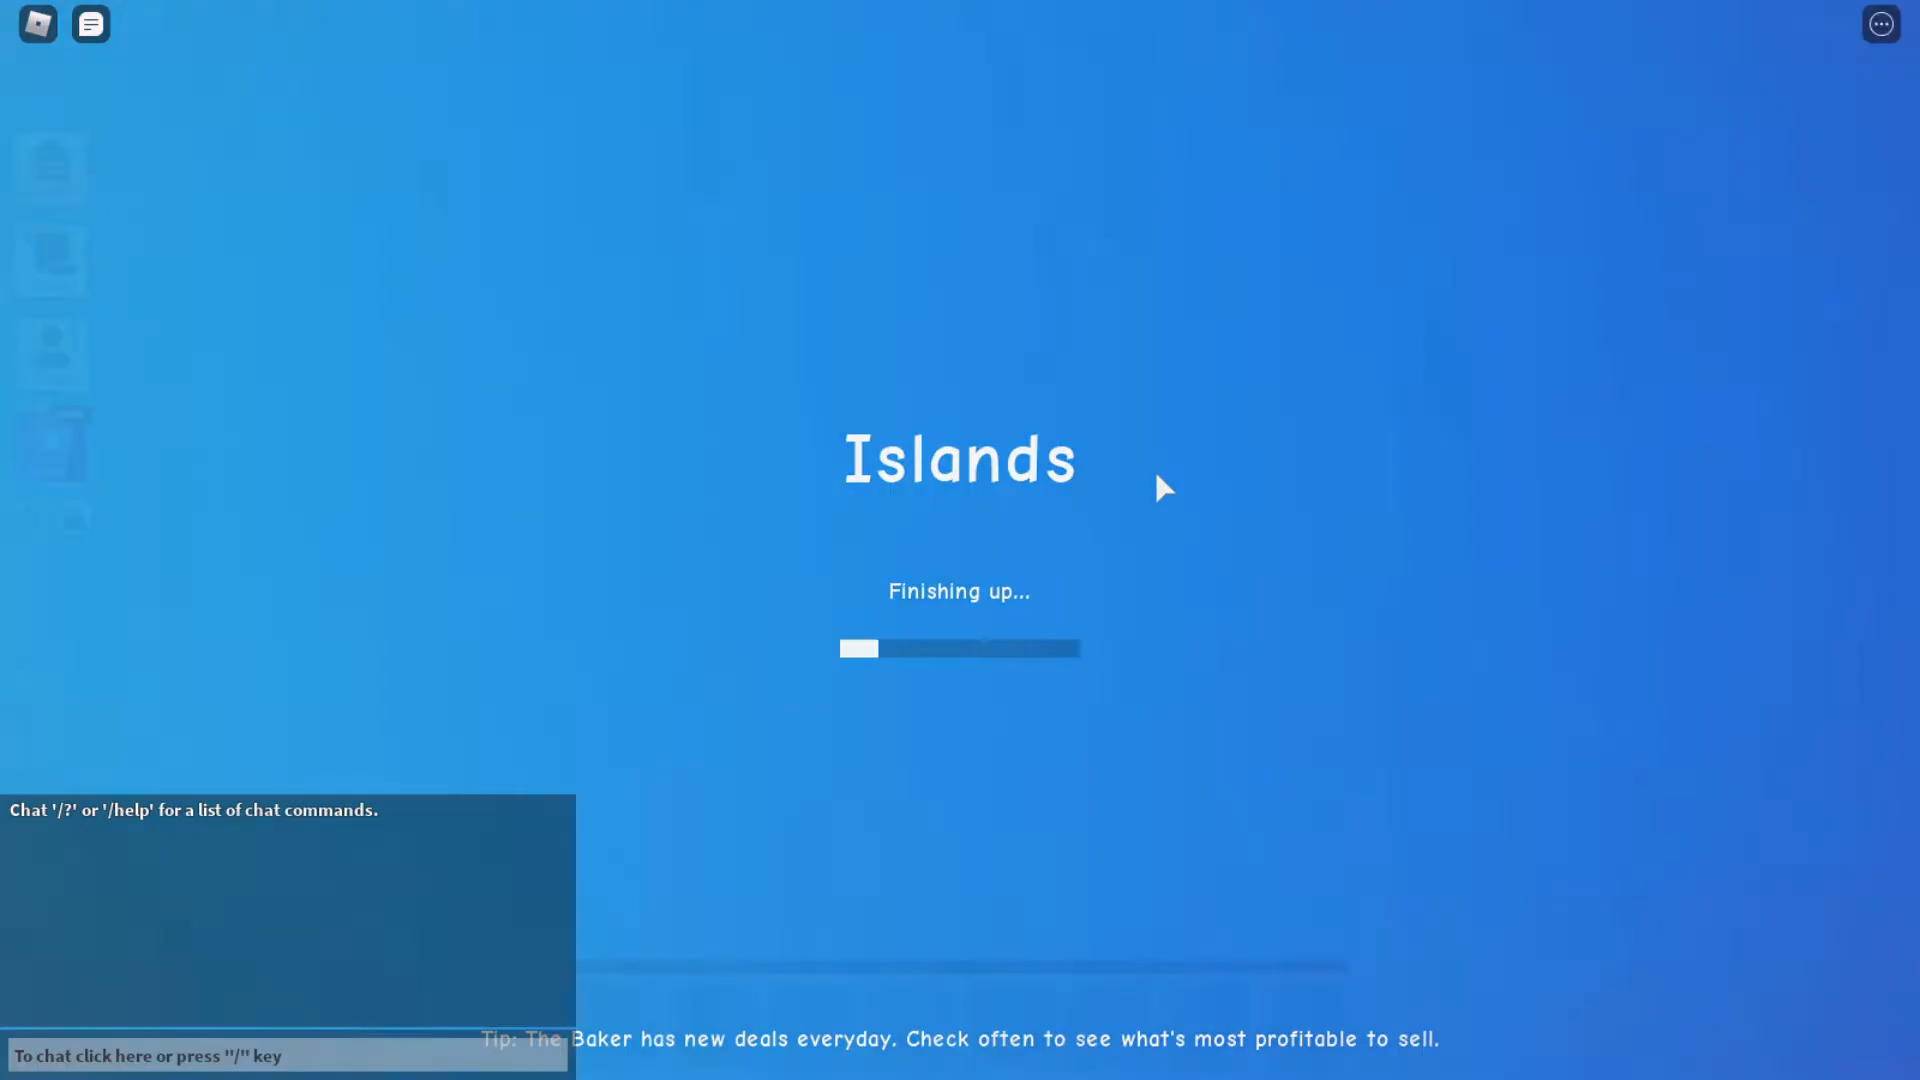 Islands
Finishing up...
Chat '/?' or '/help' for a list of chat commands.
Tip: The Baker has new deals everyday. Check often to see what's most profitable to sell.
To chat click here or press "/" key